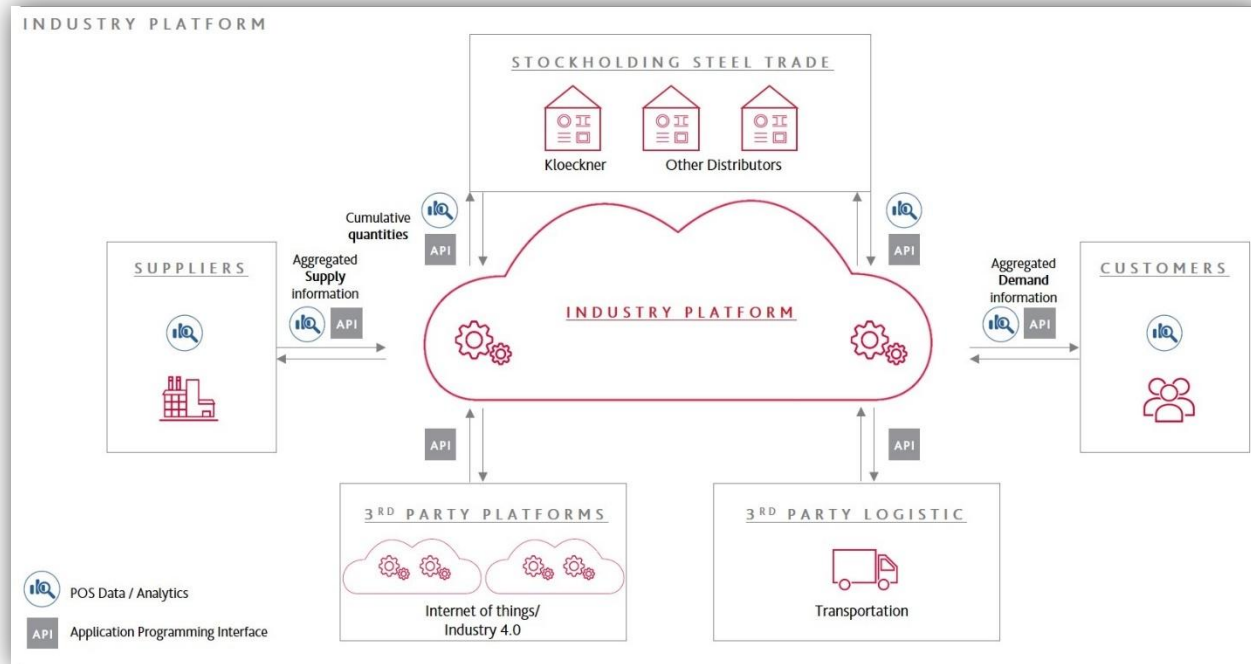 INDUSTRY PLATFORM
STOCKHOLDING STEEL TRADE
Kloeckner
Other Distributors
Cumulative
quantities
API
API
SUPPLIERS
Aggregated
Supply
information
API
INDUSTRY PLATFORM
Aggregated
Demand
information
API
CUSTOMERS
API
API
3RD PARTY PLATFORMS
Internet of things/
Industry 4.0
3RD PARTY LOGISTIC
Transportation
POS Data / Analytics
API
Application Programming Interface